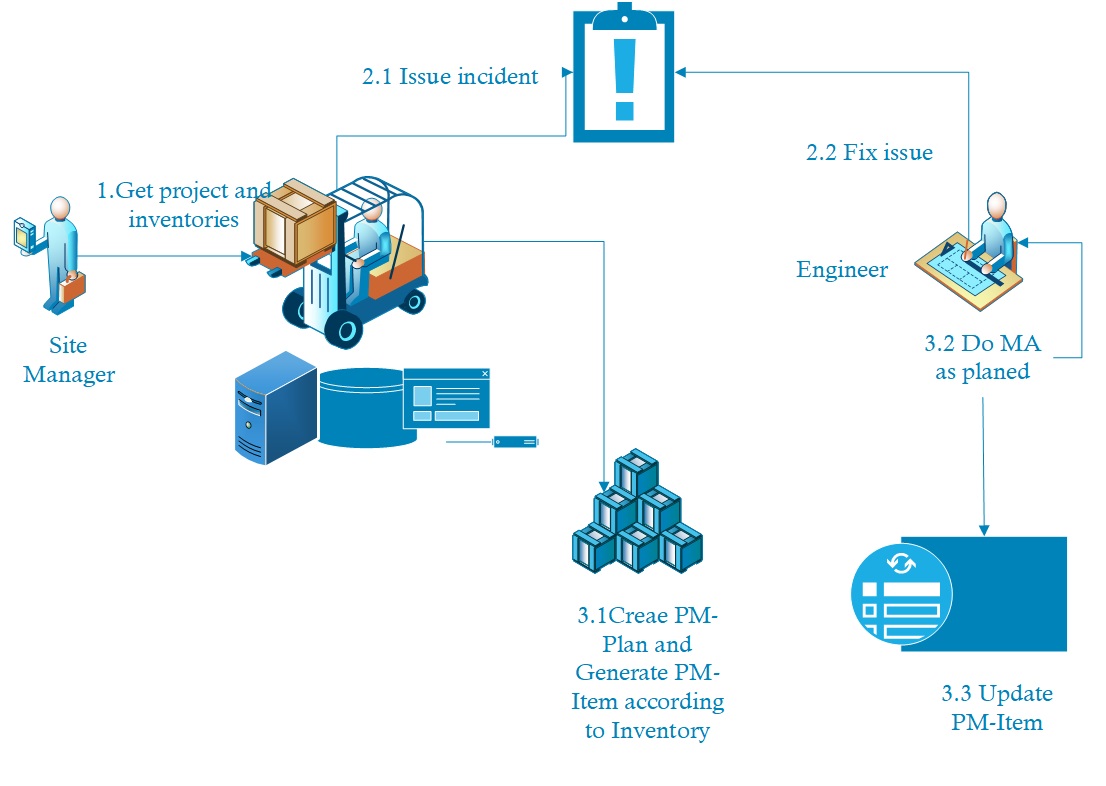 2.1 Issue incident
2.2 Fix issue
1.Get project and
inventories
Engineer
Site
Manager
3.2 Do MA
as planed
3.1Creae PM-
Plan and
Generate PM-
Item according
to Inventory
3.3 Update
PM-Item